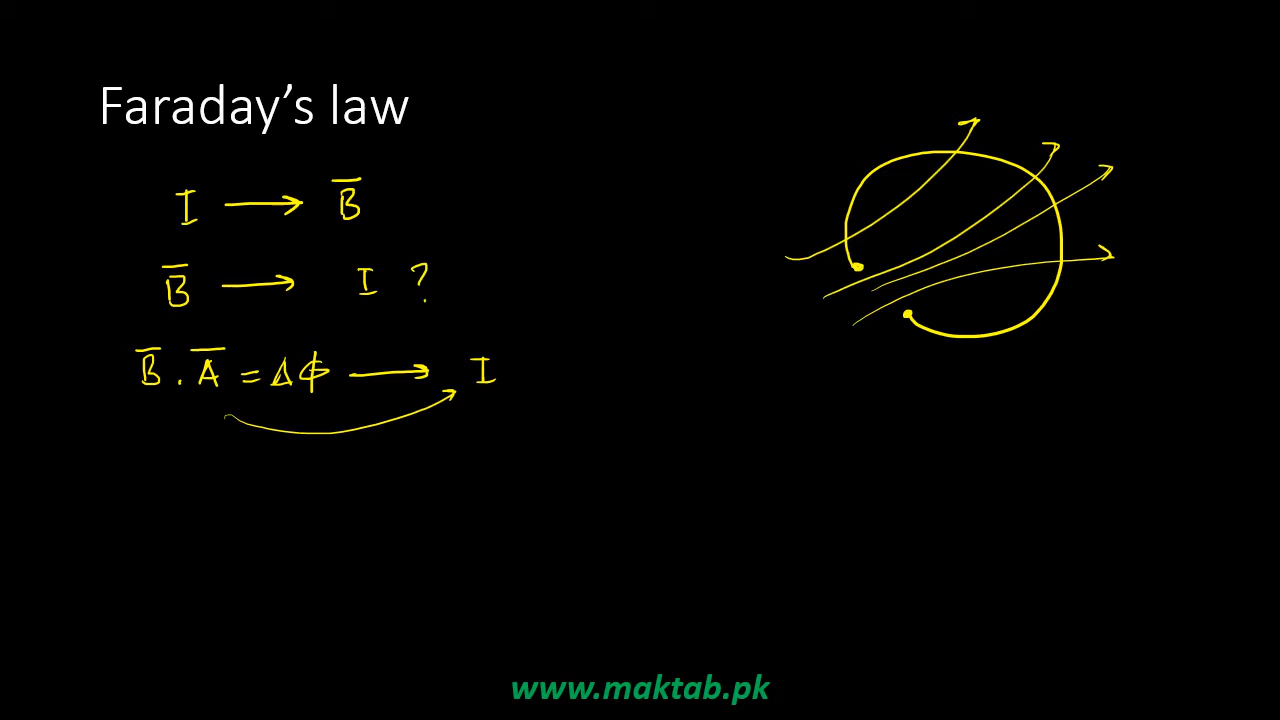 Faraday’s law
I → B̅
B̅ → I ?
B̅ . A̅ = Δϕ → I
www.maktab.pk